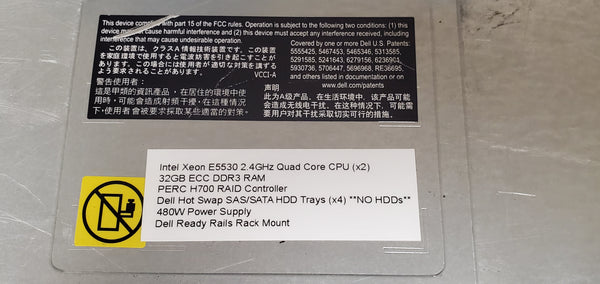 This device complies with part 15 of the FCC rules. Operation is subject to the following two conditions: (1) this
device may not cause harmful interference and (2) this device must accept any interference received, including
interference that may cause undesirable operation.
この装置は、クラスA情報技術装置です。この装置
を家庭環境で使用すると電波妨害を引き起こすことが
あります。この場合には使用者が適切な対策を講ずる
よう要求されることがあります。 VCCI-A
警告使用者：
這是甲類的資訊產品，在居住的環境中使
用時，可能會造成射頻干擾，在這種情況
下，使用者會被要求採取某些適當的對策。
Covered by one or more Dell U.S. Patents:
5555425, 5457453, 5465346, 5313585,
5291585, 5241643, 6279156, 6236901,
5930736, 5706447, 5696968, RE36695,
and others listed in documentation or on
www.dell.com/patents
声明
此为A级产品，在生活环境中，该产品可能
会造成无线电干扰。在这种情况下，可能需
要用户对其干扰采取切实可行的措施。
Intel Xeon E5530 2.4GHz Quad Core CPU (x2)
32GB ECC DDR3 RAM
PERC H700 RAID Controller
Dell Hot Swap SAS/SATA HDD Trays (x4) **NO HDDs**
480W Power Supply
Dell Ready Rails Rack Mount